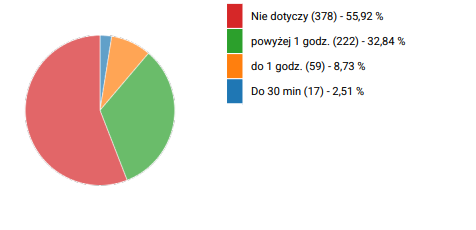 Nie dotyczy (378) - 55,92 %
powyżej 1 godz. (222) - 32,84 %
do 1 godz. (59) - 8,73 %
Do 30 min (17) - 2,51 %